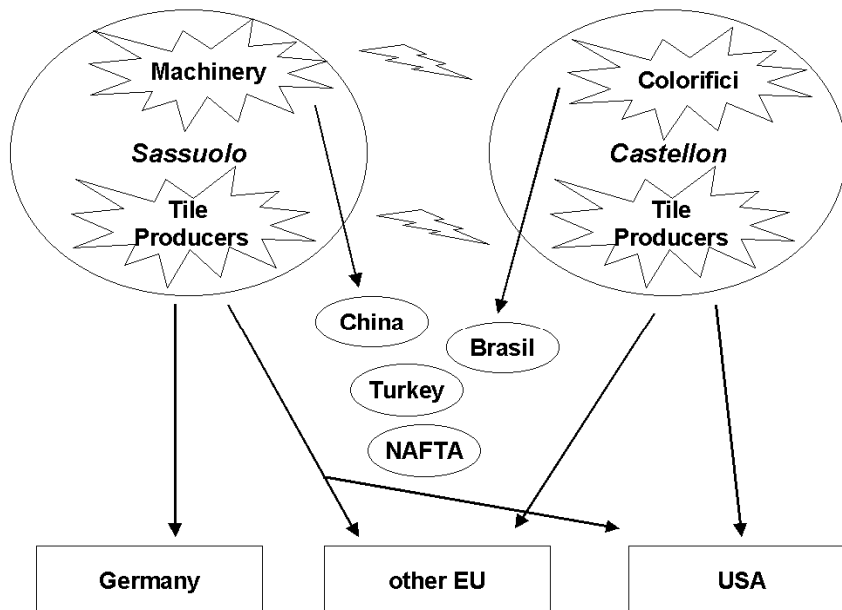 Machinery
Colorifici
Sassuolo
Castellon
Tile
Producers
Tile
Producers
China
Brasil
Turkey
NAFTA
Germany
other EU
USA